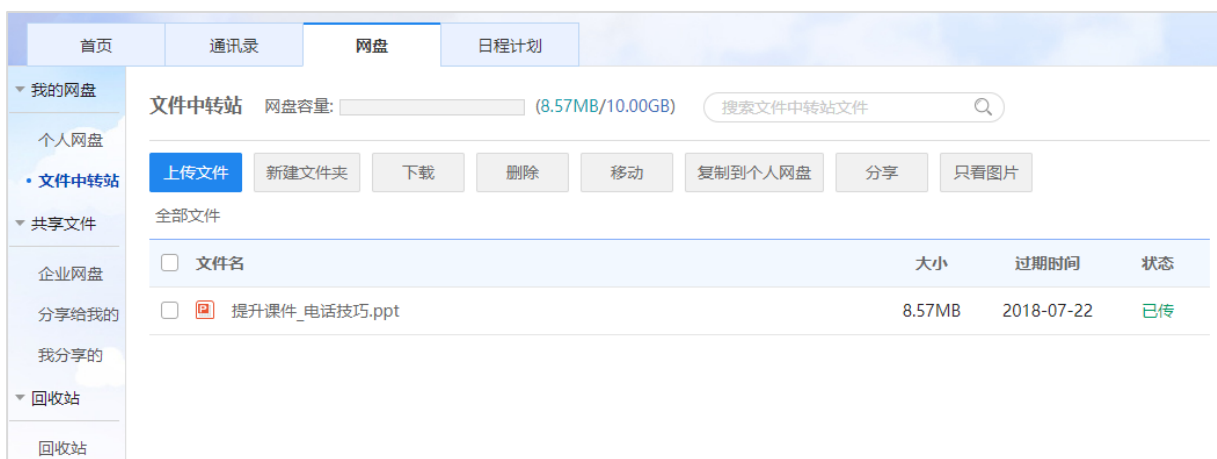 首页 通讯录 网盘 日程计划
我的网盘
个人网盘
文件中转站
共享文件
企业网盘
分享给我的
我分享的
回收站
回收站
文件中转站 网盘容量: (8.57MB/10.00GB) 搜索文件中转站文件
上传文件 新建文件夹 下载 删除 移动 复制到个人网盘 分享 只看图片
全部文件
文件名 大小 过期时间 状态
P 提升课件_电话技巧.ppt 8.57MB 2018-07-22 已传